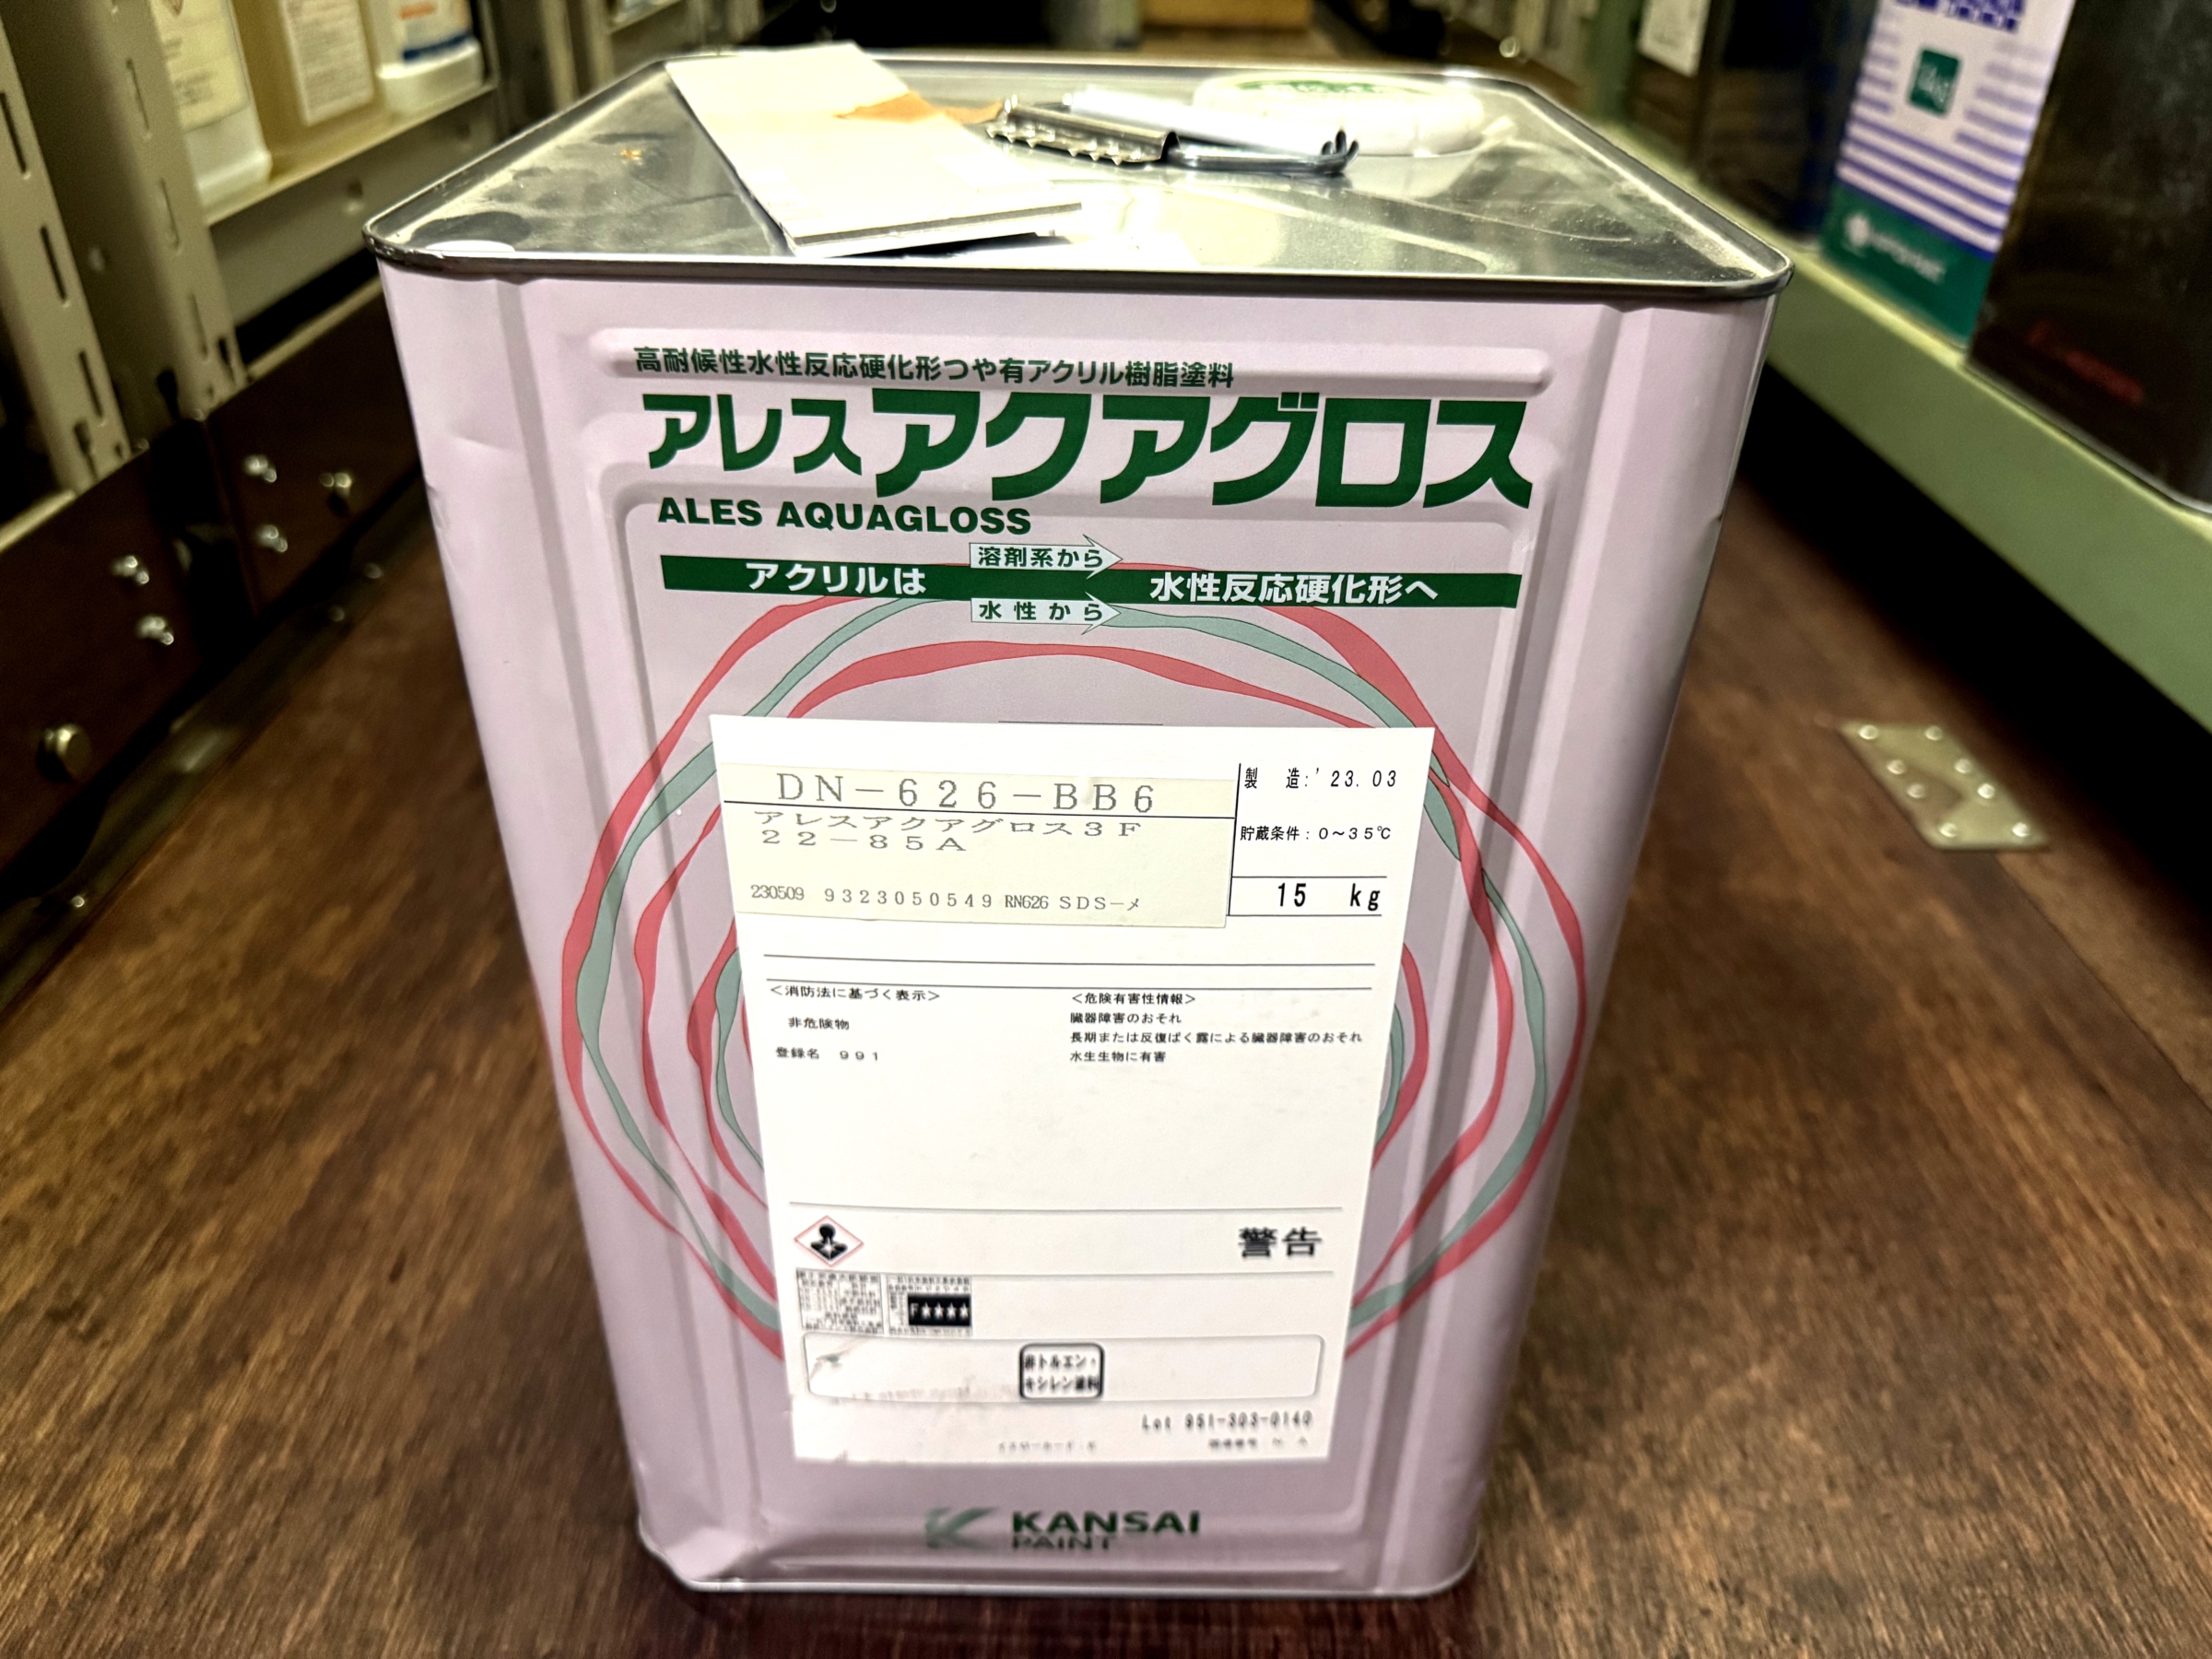 高耐候性水性反応硬化形つや有アクリル樹脂塗料
アレスアクアグロス
ALES AQUAGLOSS
溶剤系から
アクリルは
水性反応硬化形へ
水性から
DN-626-BB6
アレスアクアグロス3F
22-85A
230509 93230505 49 RN626 SDS-メ
製 造:'23.03
貯蔵条件:0~35℃
15 kg
<消防法に基づく表示>
非危険物
登録名 991
<危険有害性情報>
臓器障害のおそれ
長期または反復ばく露による臓器障害のおそれ
水生生物に有害
警告
F★★★★
非トルエン・
キシレン塗料
Lot 951-303-0140
KANSAI
PAINT
14kg